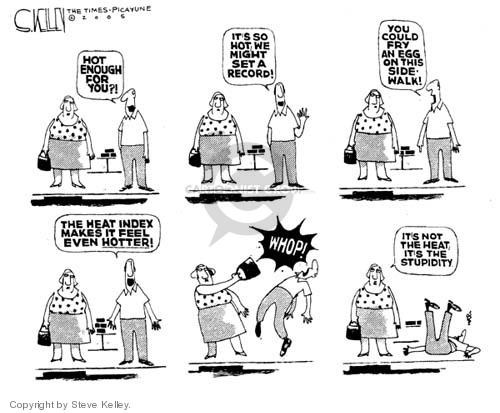 S. KELLEY
THE TIMES-PICAYUNE
© 2005
HOT
ENOUGH
FOR
YOU?!
IT'S SO
HOT, WE
MIGHT
SET A
RECORD!
YOU
COULD
FRY
AN EGG
ON THIS
SIDE-
WALK!
THE HEAT INDEX
MAKES IT FEEL
EVEN HOTTER!
WHOP!
IT'S NOT
THE HEAT,
IT'S THE
STUPIDITY.
Copyright by Steve Kelley.